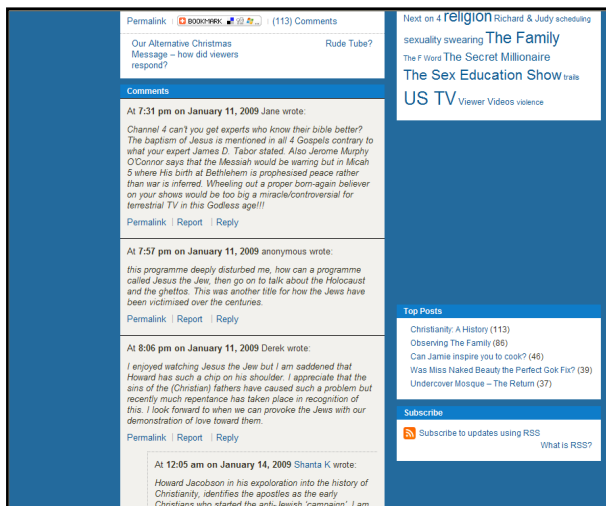 Permalink | BOOKMARK | (113) Comments
Our Alternative Christmas
Message – how did viewers
respond?
Rude Tube?
Comments
At 7:31 pm on January 11, 2009 Jane wrote:
Channel 4 can't you get experts who know their bible better?
The baptism of Jesus is mentioned in all 4 Gospels contrary to
what your expert James D. Tabor stated. Also Jerome Murphy
O'Connor says that the Messiah would be warring but in Micah
5 where His birth at Bethlehem is prophesised peace rather
than war is inferred. Wheeling out a proper born-again believer
on your shows would be too big a miracle/controversial for
terrestrial TV in this Godless age!!!
Permalink | Report | Reply
At 7:57 pm on January 11, 2009 anonymous wrote:
this programme deeply disturbed me, how can a programme
called Jesus the Jew, then go on to talk about the Holocaust
and the ghettos. This was another title for how the Jews have
been victimised over the centuries.
Permalink | Report | Reply
At 8:06 pm on January 11, 2009 Derek wrote:
I enjoyed watching Jesus the Jew but I am saddened that
Howard has such a chip on his shoulder. I appreciate that the
sins of the (Christian) fathers have caused such a problem but
recently much repentance has taken place in recognition of
this. I look forward to when we can provoke the Jews with our
demonstration of love toward them.
Permalink | Report | Reply
At 12:05 am on January 14, 2009 Shanta K wrote:
Howard Jacobson in his expoloration into the history of
Christianity, identifies the apostles as the early
Christians who started the anti-Jewish 'campaign'. I am
Next on 4 religion Richard & Judy scheduling
sexuality swearing The Family
The F Word The Secret Millionaire
The Sex Education Show trails
US TV Viewer Videos violence
Top Posts
Christianity: A History (113)
Observing The Family (86)
Can Jamie inspire you to cook? (46)
Was Miss Naked Beauty the Perfect Gok Fix? (39)
Undercover Mosque – The Return (37)
Subscribe
Subscribe to updates using RSS
What is RSS?